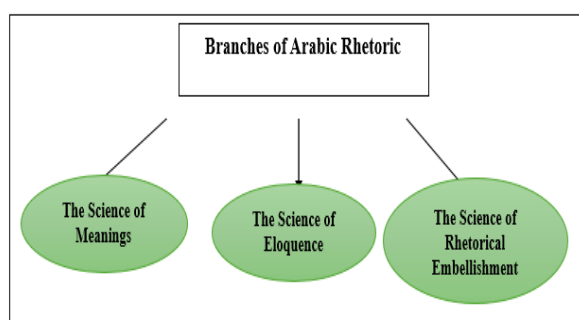 Branches of Arabic Rhetoric
The Science of
Meanings
The Science of
Eloquence
The Science of
Rhetorical
Embellishment